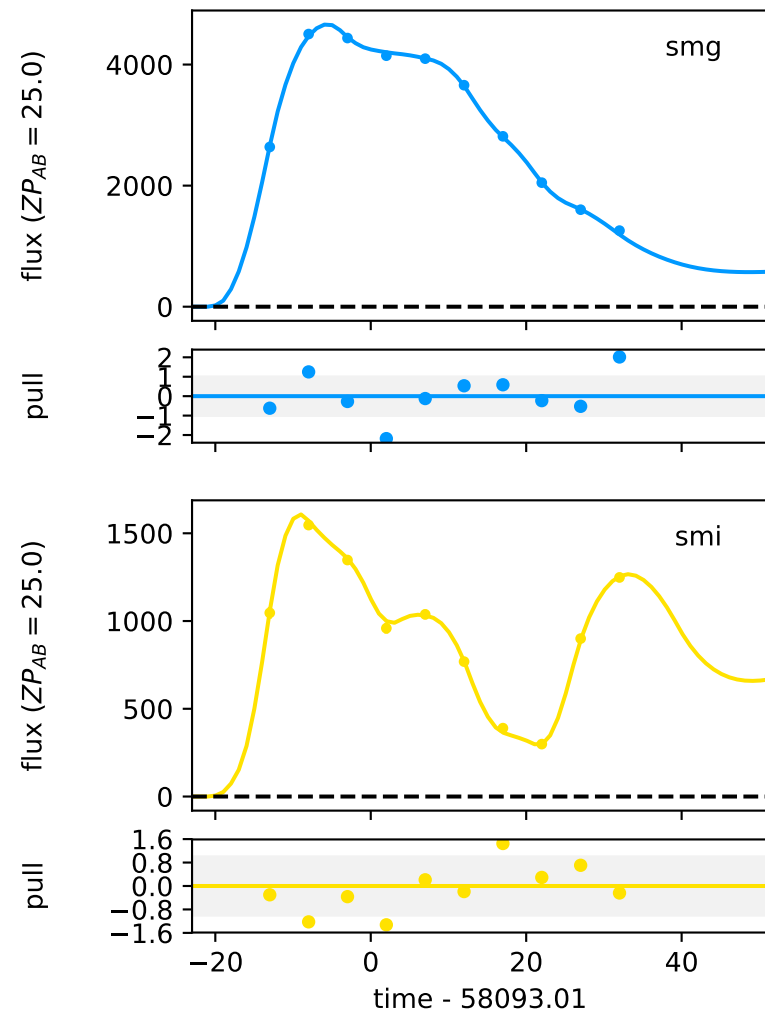 smg
flux (ZP_AB = 25.0)
4000
2000
0
pull
2
1
0
−1
−2
smi
flux (ZP_AB = 25.0)
1500
1000
500
0
pull
1.6
0.8
0.0
−0.8
−1.6
−20 0 20 40
time - 58093.01